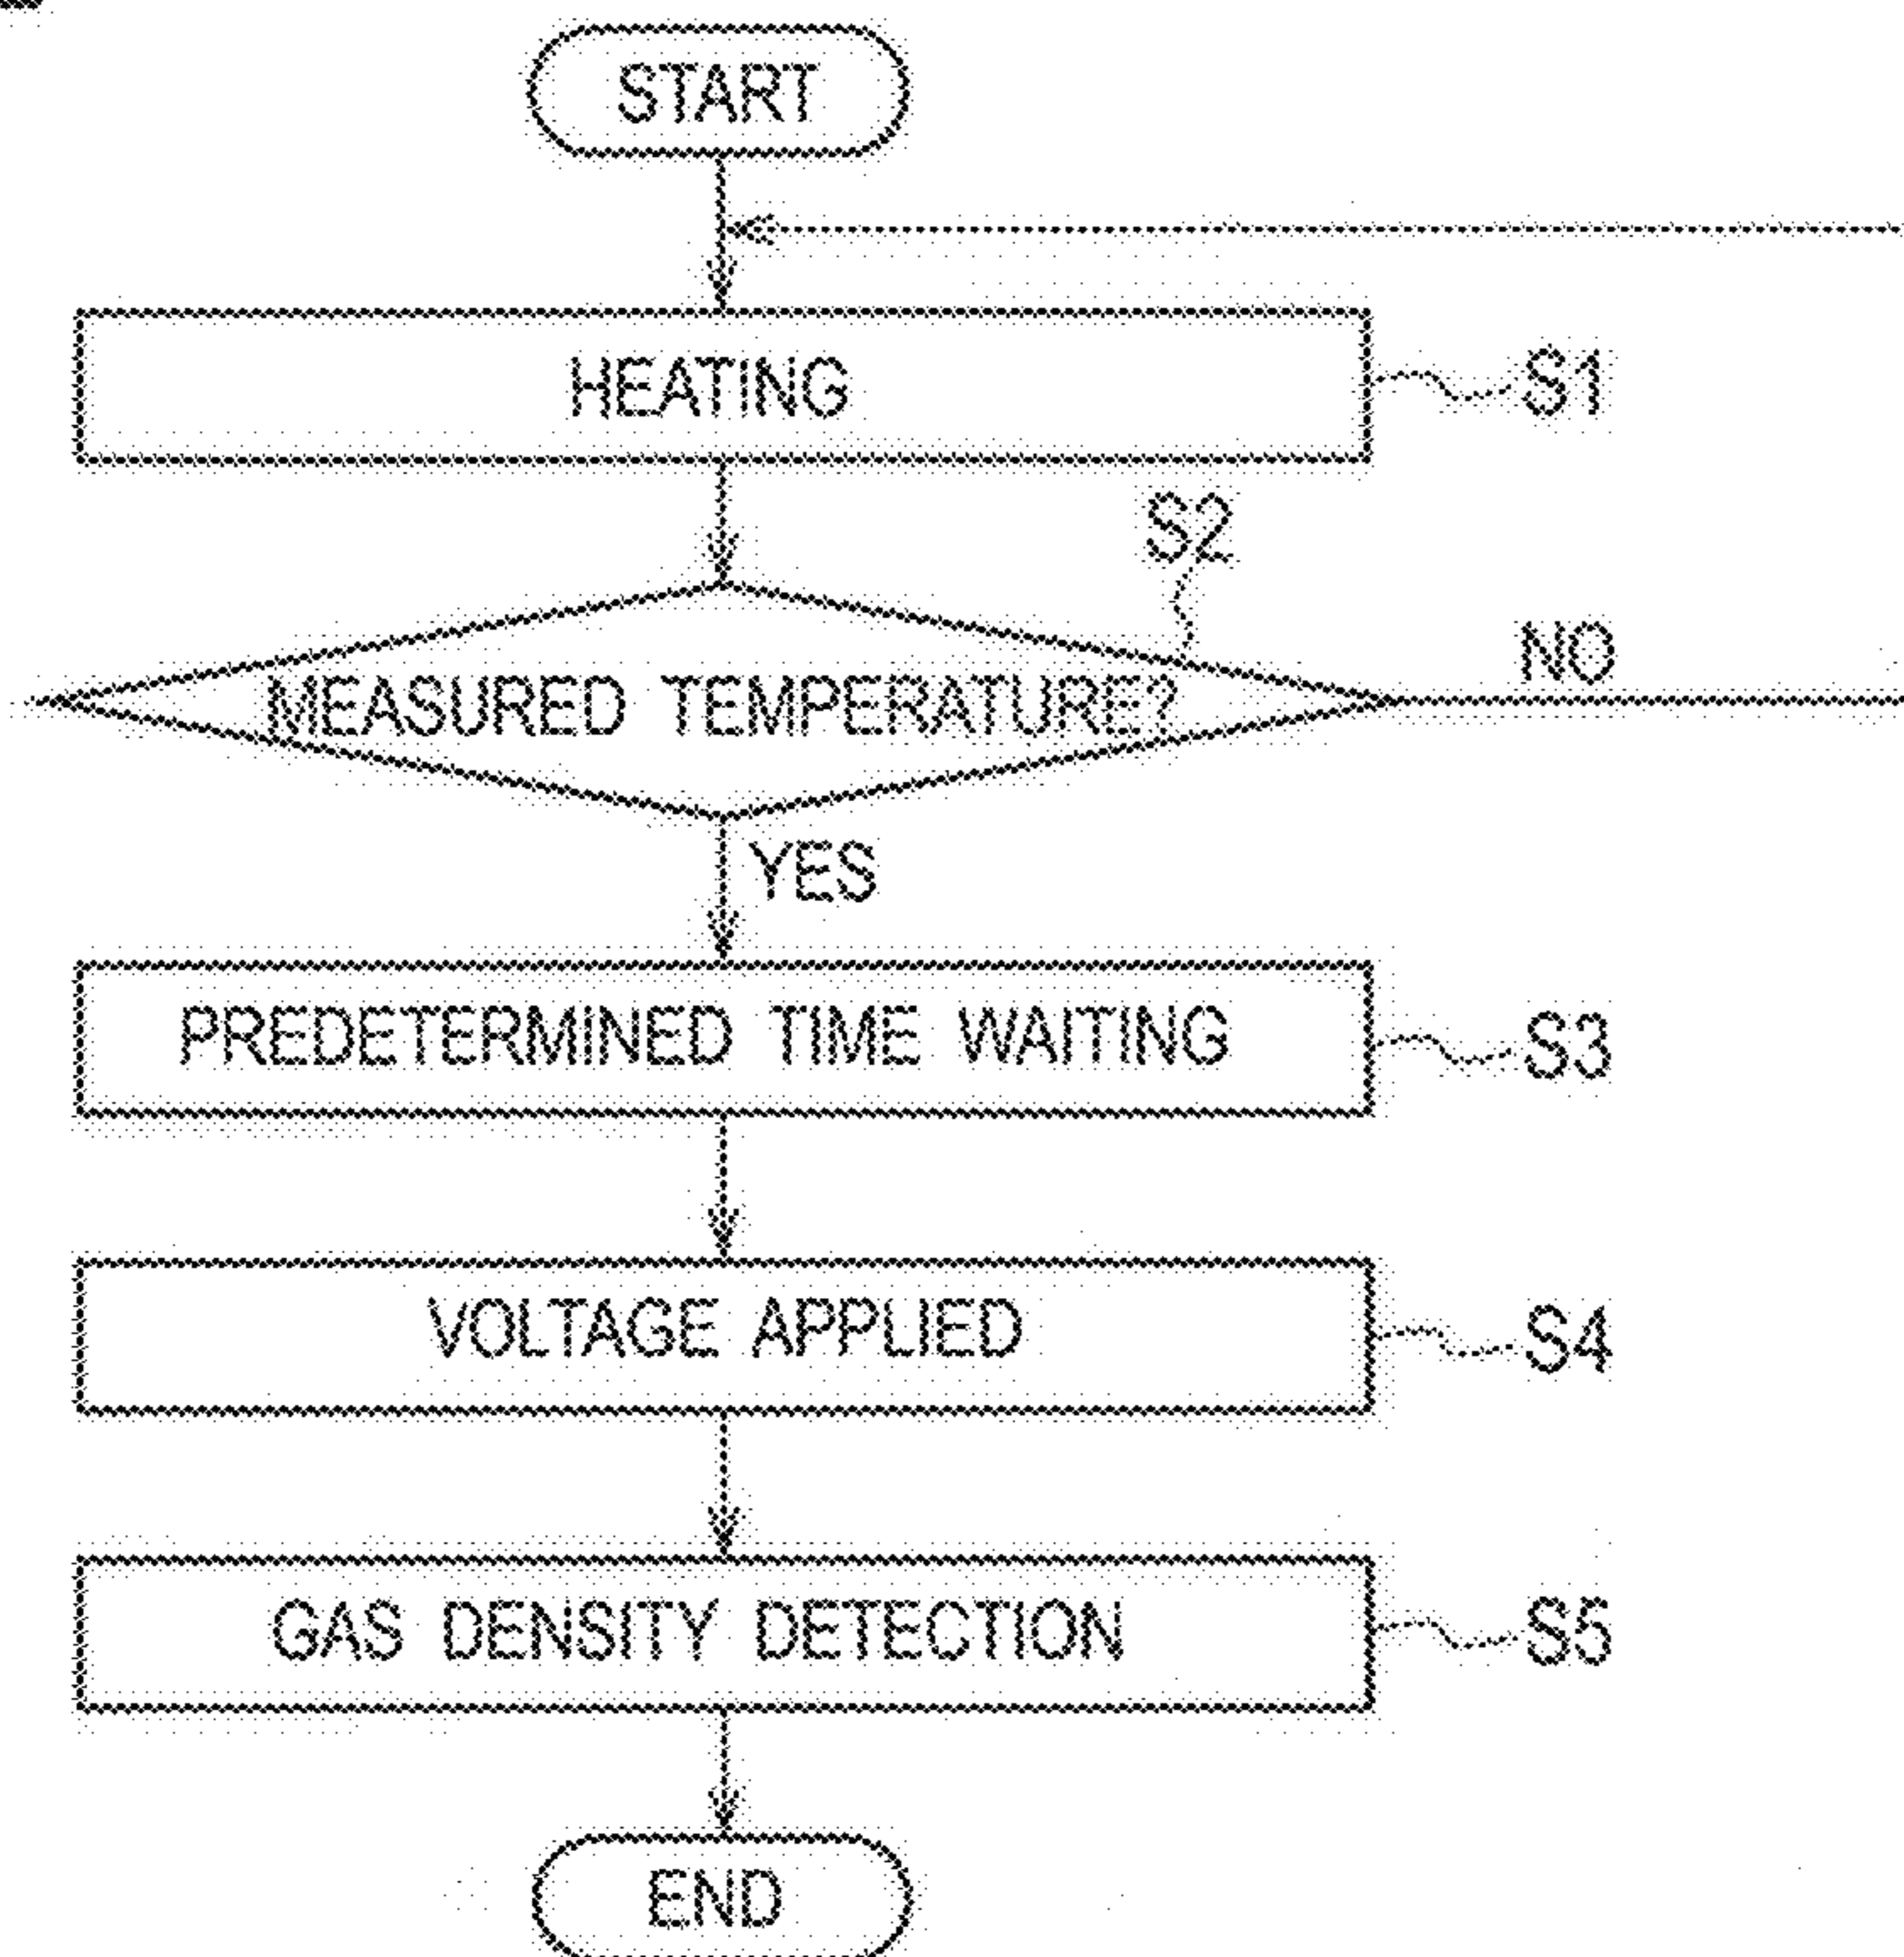 START
HEATING
S1
S2
MEASURED TEMPERATURE?
NO
YES
PREDETERMINED TIME WAITING
S3
VOLTAGE APPLIED
S4
GAS DENSITY DETECTION
S5
END